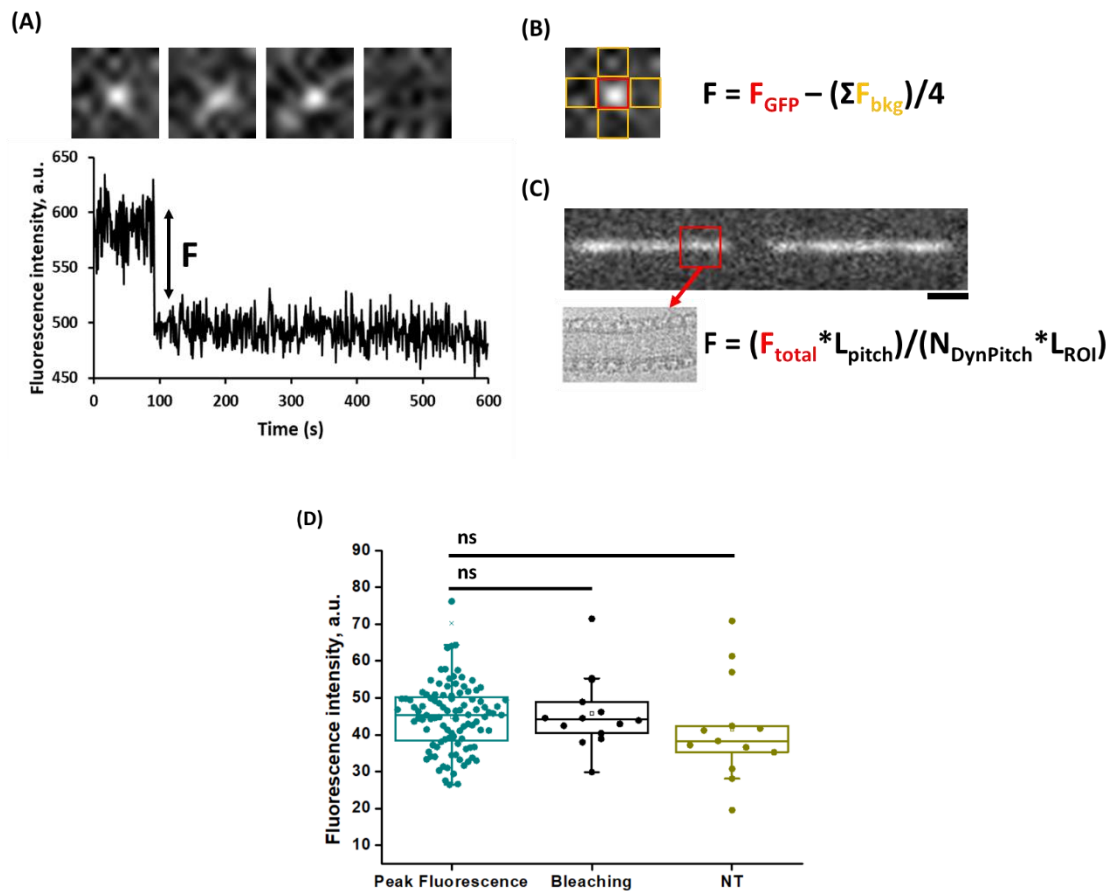 (A)
Fluorescence intensity, a.u.
650
600
550
500
450
F
0 100 200 300 400 500 600
Time (s)
(B)
F = F_GFP – (ΣF_bkg)/4
(C)
F = (F_total*L_pitch)/(N_DynPitch*L_ROI)
(D)
Fluorescence intensity, a.u.
90
80
70
60
50
40
30
20
10
ns
ns
Peak Fluorescence Bleaching NT